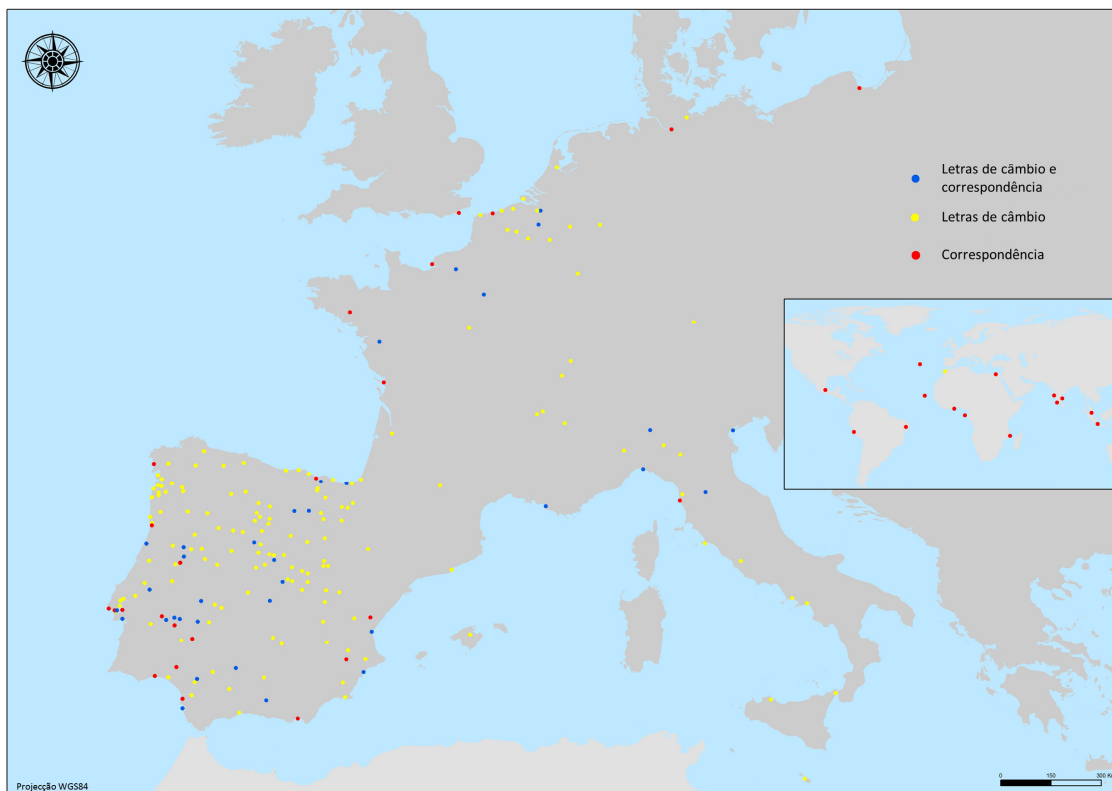 Letras de câmbio e
correspondência
Letras de câmbio
Correspondência
0 150 300 K
Projecção WGS84